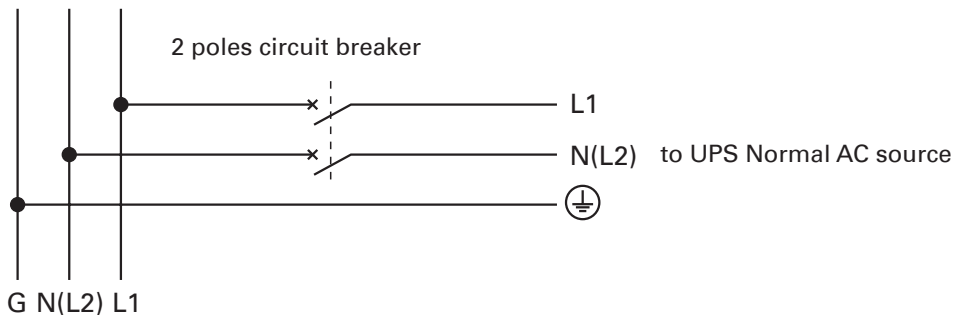 2 poles circuit breaker
L1
N(L2) to UPS Normal AC source
G N(L2) L1